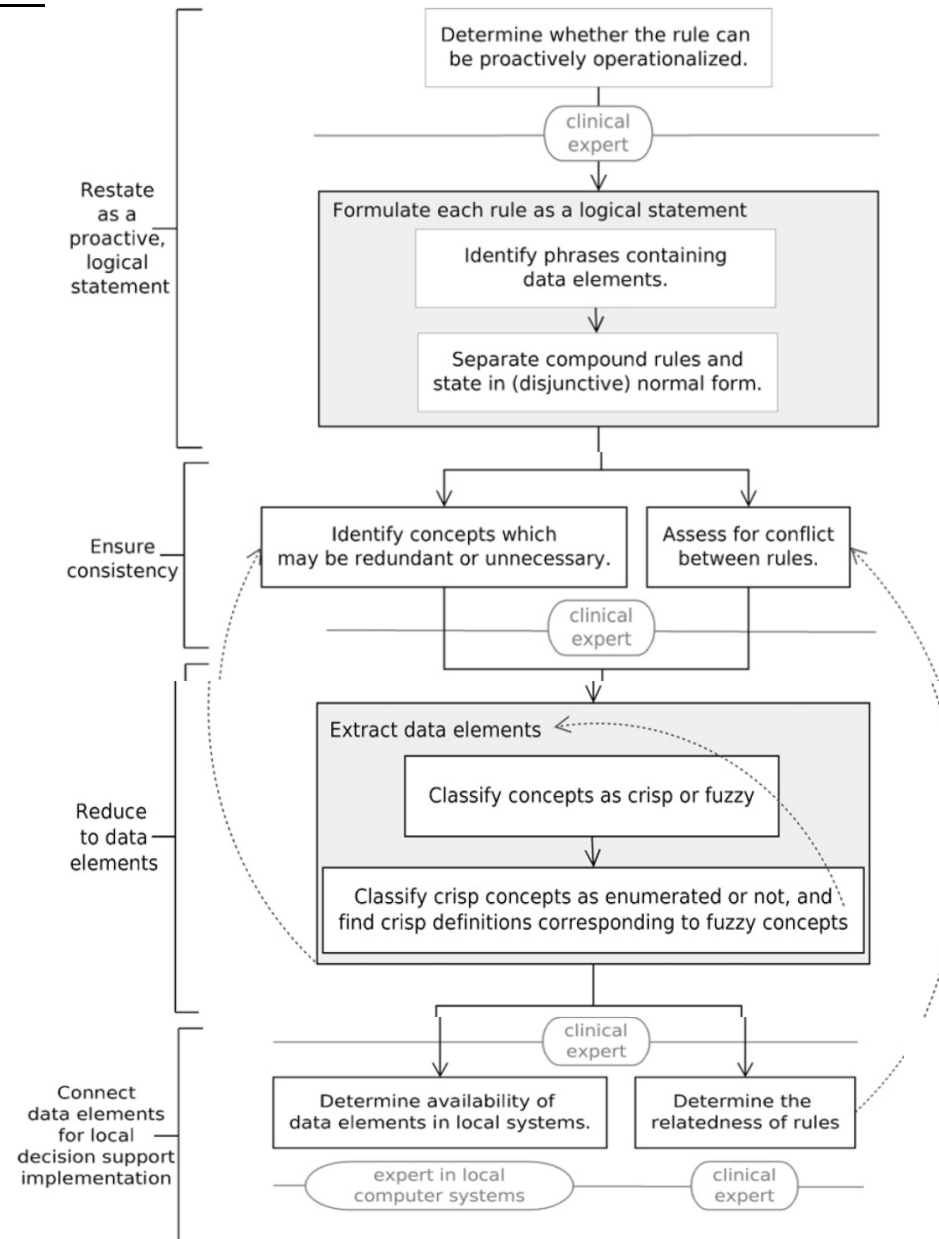 Determine whether the rule can
be proactively operationalized.
clinical
expert
Restate
as a
proactive,
logical
statement
Formulate each rule as a logical statement
Identify phrases containing
data elements.
Separate compound rules and
state in (disjunctive) normal form.
Ensure
consistency
Identify concepts which
may be redundant or unnecessary.
Assess for conflict
between rules.
clinical
expert
Reduce
to data
elements
Extract data elements
Classify concepts as crisp or fuzzy
Classify crisp concepts as enumerated or not, and
find crisp definitions corresponding to fuzzy concepts
clinical
expert
Connect
data elements
for local
decision support
implementation
Determine availability of
data elements in local systems.
Determine the
relatedness of rules
expert in local
computer systems
clinical
expert